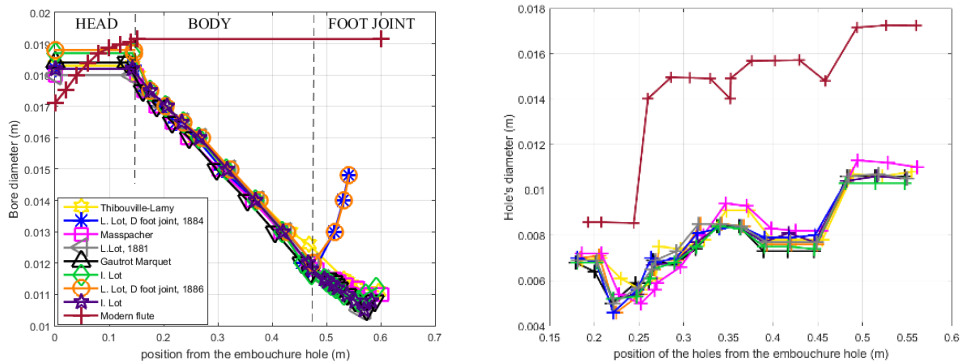 HEAD BODY FOOT JOINT
0.02
0.019
0.018
0.017
0.016
0.015
0.014
0.013
0.012
0.011
0.01
Bore diameter (m)
Thibouville-Lamy
L. Lot, D foot joint, 1884
Masspacher
L.Lot, 1881
Gautrot Marquet
I. Lot
L. Lot, D foot joint, 1886
I. Lot
Modern flute
0 0.1 0.2 0.3 0.4 0.5 0.6 0.7
position from the embouchure hole (m)
0.018
0.016
0.014
0.012
0.01
0.008
0.006
0.004
Hole's diameter (m)
0.15 0.2 0.25 0.3 0.35 0.4 0.45 0.5 0.55 0.6
position of the holes from the embouchure hole (m)